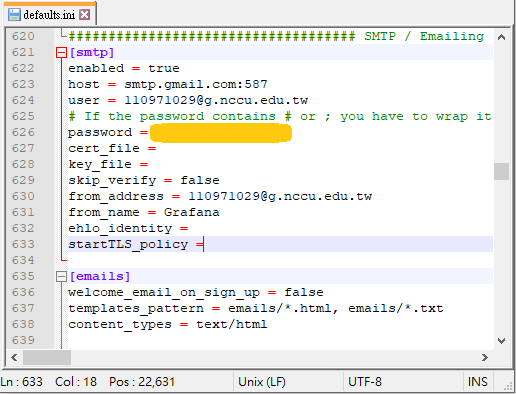 defaults.ini
620 #################################### SMTP / Emailing
621 [smtp]
622 enabled = true
623 host = smtp.gmail.com:587
624 user = 110971029@g.nccu.edu.tw
625 # If the password contains # or ; you have to wrap it
626 password =
627 cert_file =
628 key_file =
629 skip_verify = false
630 from_address = 110971029@g.nccu.edu.tw
631 from_name = Grafana
632 ehlo_identity =
633 startTLS_policy =
634
635 [emails]
636 welcome_email_on_sign_up = false
637 templates_pattern = emails/*.html, emails/*.txt
638 content_types = text/html
639
Ln : 633 Col : 18 Pos : 22,631 Unix (LF) UTF-8 INS